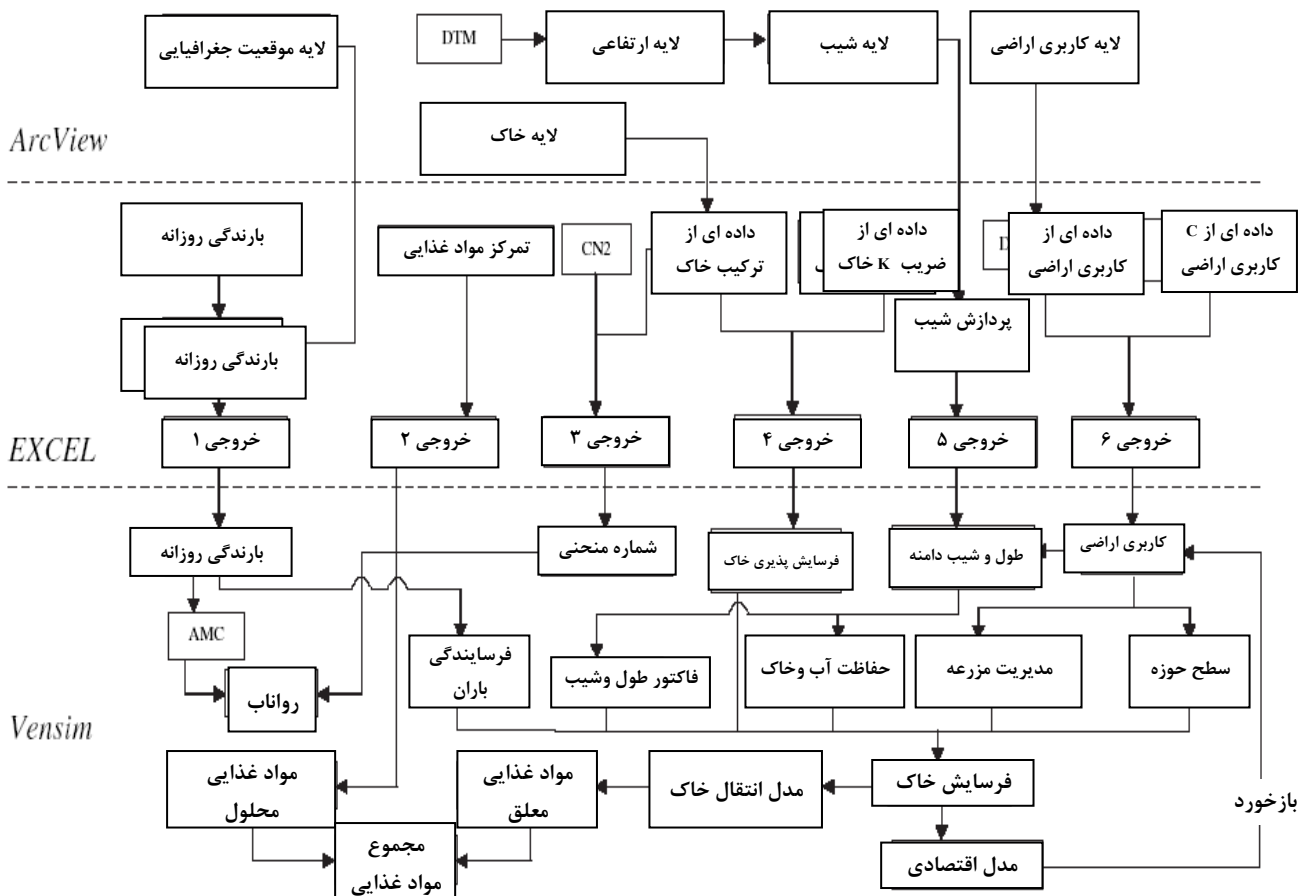 لایه موقعیت جغرافیایی
DTM
لایه ارتفاعی
لایه شیب
لایه کاربری اراضی
لایه خاک
ArcView
بارندگی روزانه
تمرکز مواد غذایی
CN2
داده ای از
ترکیب خاک
داده ای از
ضریب K خاک
D
داده ای از
کاربری اراضی
داده ای از C
کاربری اراضی
بارندگی روزانه
پردازش شیب
EXCEL
خروجی ۱
خروجی ۲
خروجی ۳
خروجی ۴
خروجی ۵
خروجی ۶
بارندگی روزانه
شماره منحنی
فرسایش پذیری خاک
طول و شیب دامنه
کاربری اراضی
AMC
رواناب
فرسایندگی
باران
فاکتور طول وشیب
حفاظت آب وخاک
مدیریت مزرعه
سطح حوزه
Vensim
مواد غذایی
محلول
مواد غذایی
معلق
مدل انتقال خاک
فرسایش خاک
بازخورد
مجموع
مواد غذایی
مدل اقتصادی